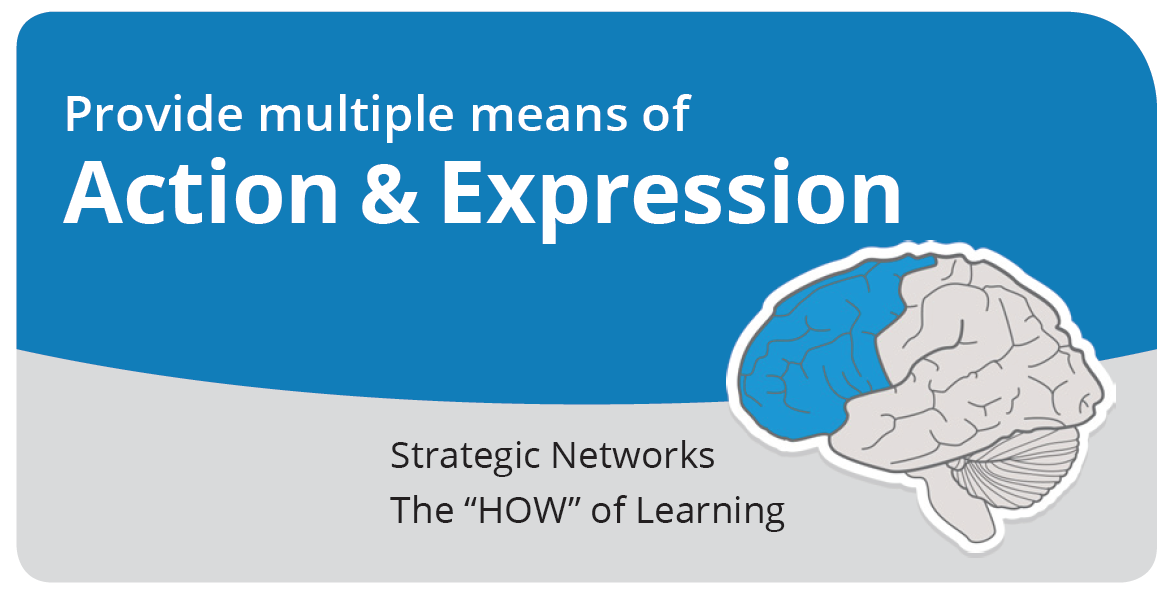 Provide multiple means of
Action & Expression
Strategic Networks
The “HOW” of Learning